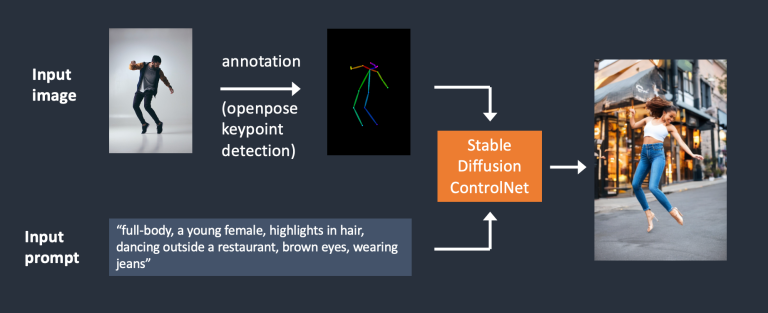 Input
image
annotation
(openpose
keypoint
detection)
Stable
Diffusion
ControlNet
Input
prompt
“full-body, a young female, highlights in hair,
dancing outside a restaurant, brown eyes, wearing
jeans”